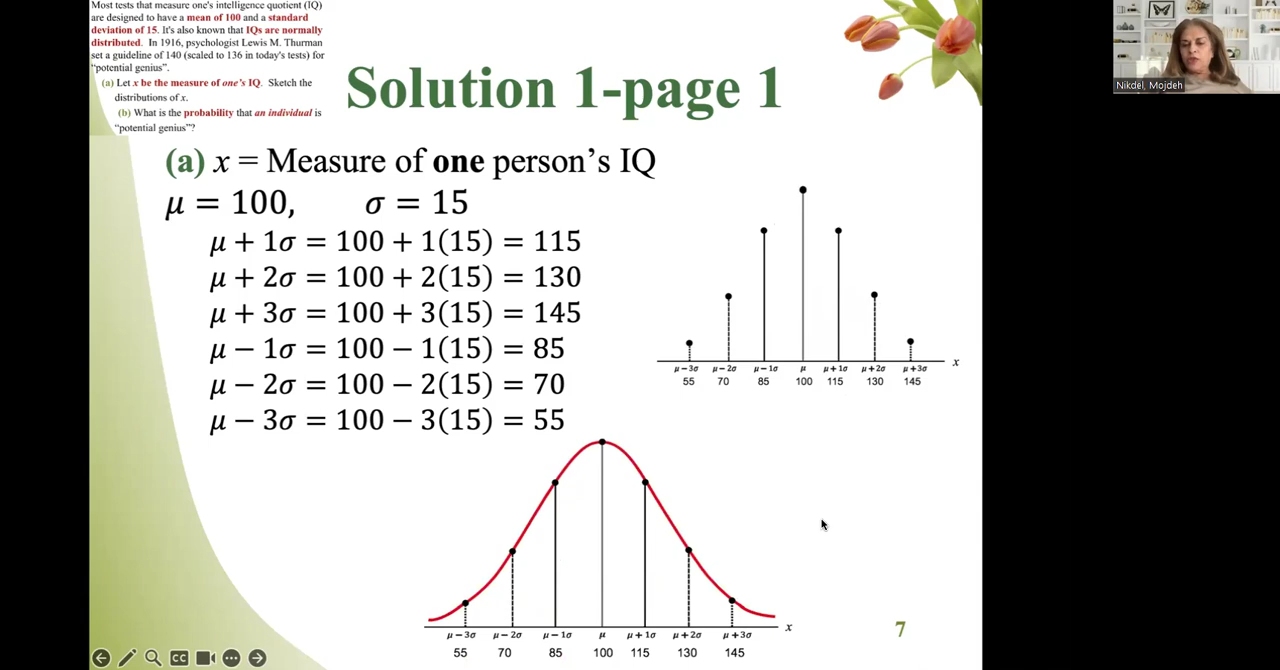 Most tests that measure one's intelligence quotient (IQ)
are designed to have a mean of 100 and a standard
deviation of 15. It's also known that IQs are normally
distributed. In 1916, psychologist Lewis M. Thurman
set a guideline of 140 (scaled to 136 in today's tests) for
"potential genius".
(a) Let x be the measure of one's IQ. Sketch the
distributions of x.
(b) What is the probability that an individual is
"potential genius"?
Solution 1-page 1
Nikdel, Mojdeh
(a) x = Measure of one person's IQ
μ = 100, σ = 15
μ + 1σ = 100 + 1(15) = 115
μ + 2σ = 100 + 2(15) = 130
μ + 3σ = 100 + 3(15) = 145
μ − 1σ = 100 − 1(15) = 85
μ − 2σ = 100 − 2(15) = 70
μ − 3σ = 100 − 3(15) = 55
x
μ−3σ μ−2σ μ−1σ μ μ+1σ μ+2σ μ+3σ
55 70 85 100 115 130 145
x
μ−3σ μ−2σ μ−1σ μ μ+1σ μ+2σ μ+3σ
55 70 85 100 115 130 145
7
CC